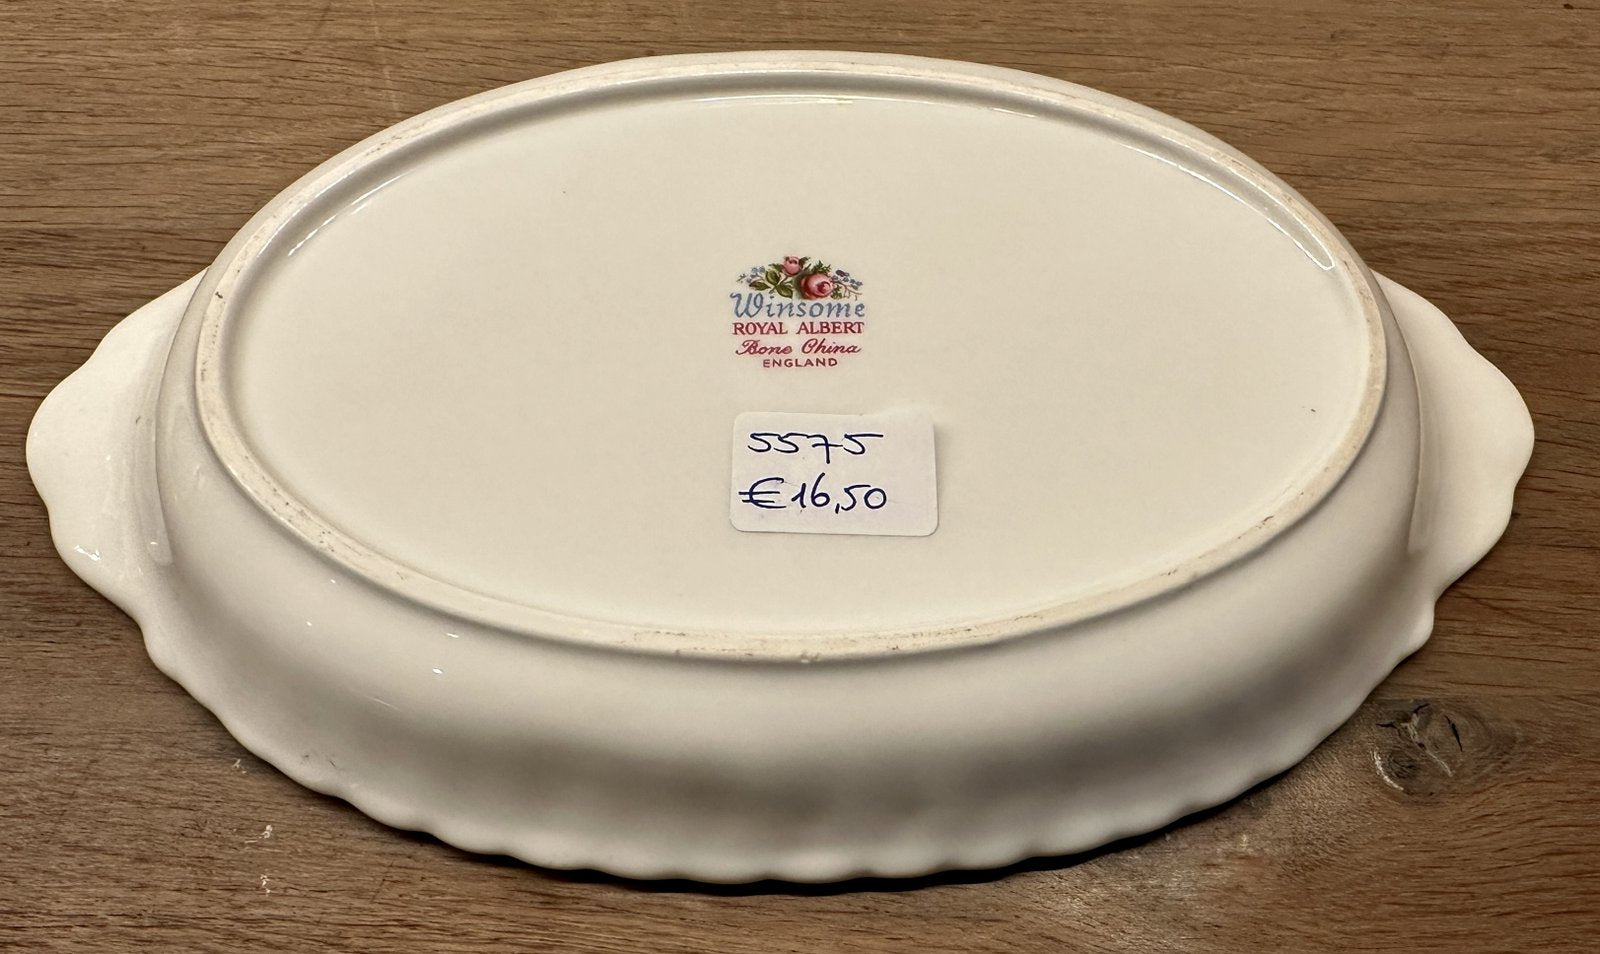 Winsome
ROYAL ALBERT
Bone China
ENGLAND
5575
€16,50